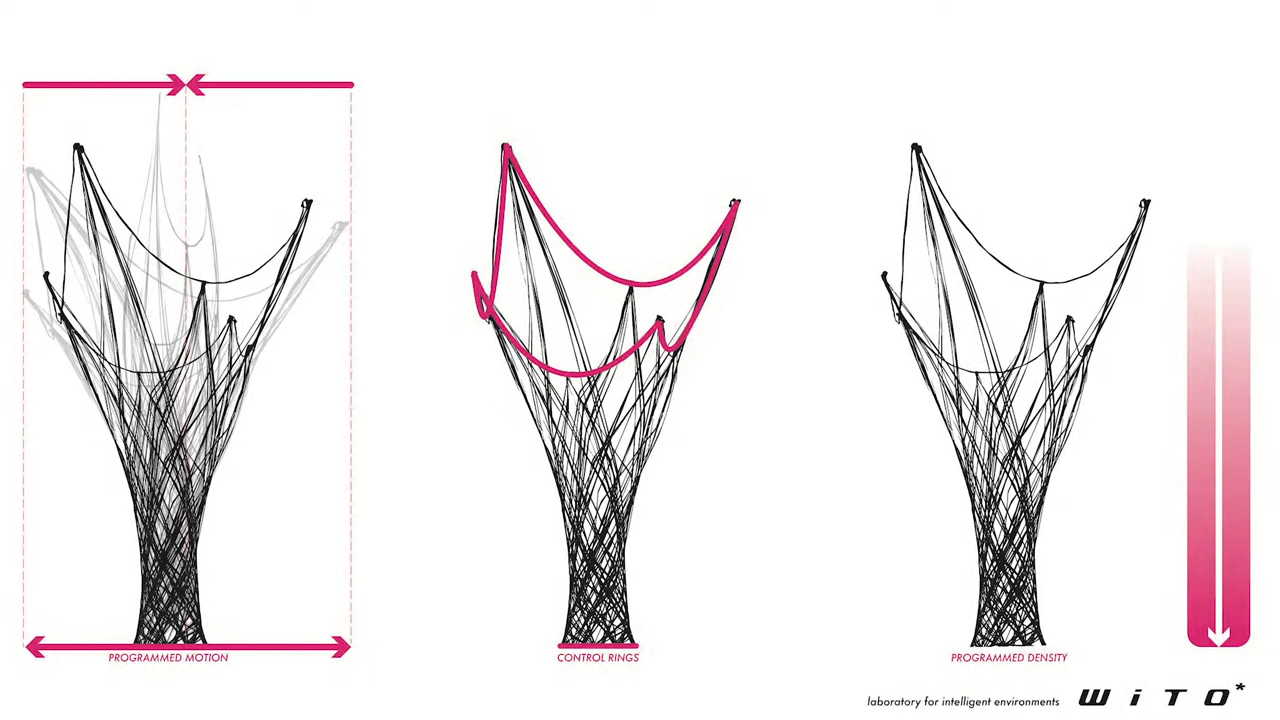 PROGRAMMED MOTION
CONTROL RINGS
PROGRAMMED DENSITY
laboratory for intelligent environments WiTO*